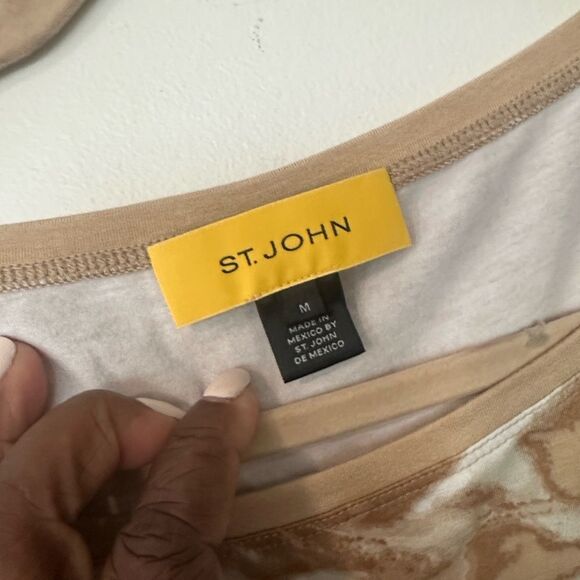 ST. JOHN
M
MADE IN
MEXICO BY
ST. JOHN
DE MEXICO